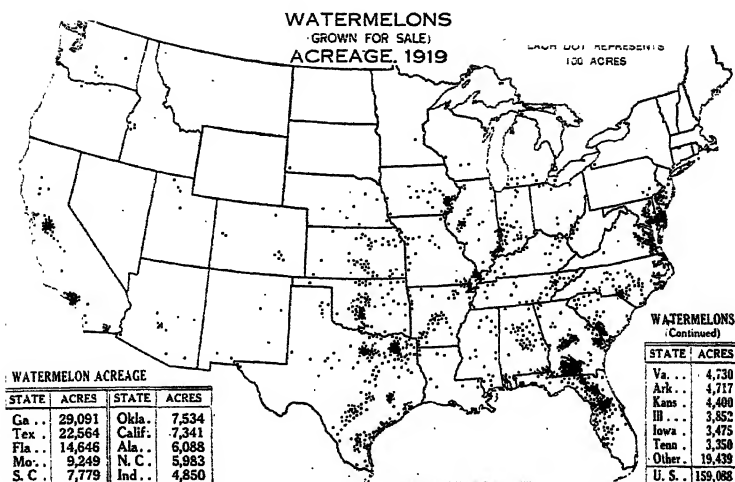 WATERMELONS
(GROWN FOR SALE)
ACREAGE, 1919
EACH DOT REPRESENTS
100 ACRES
WATERMELON ACREAGE
STATE ACRES STATE ACRES
Ga .. 29,091 Okla. 7,534
Tex .. 22,564 Calif. 7,341
Fla .. 14,646 Ala.. 6,088
Mo .. 9,249 N. C. 5,983
S. C . 7,779 Ind .. 4,850
WATERMELONS
(Continued)
STATE ACRES
Va... 4,730
Ark.. 4,717
Kans. 4,400
Ill ... 3,852
Iowa. 3,475
Tenn. 3,350
Other. 19,439
U. S.. 159,088